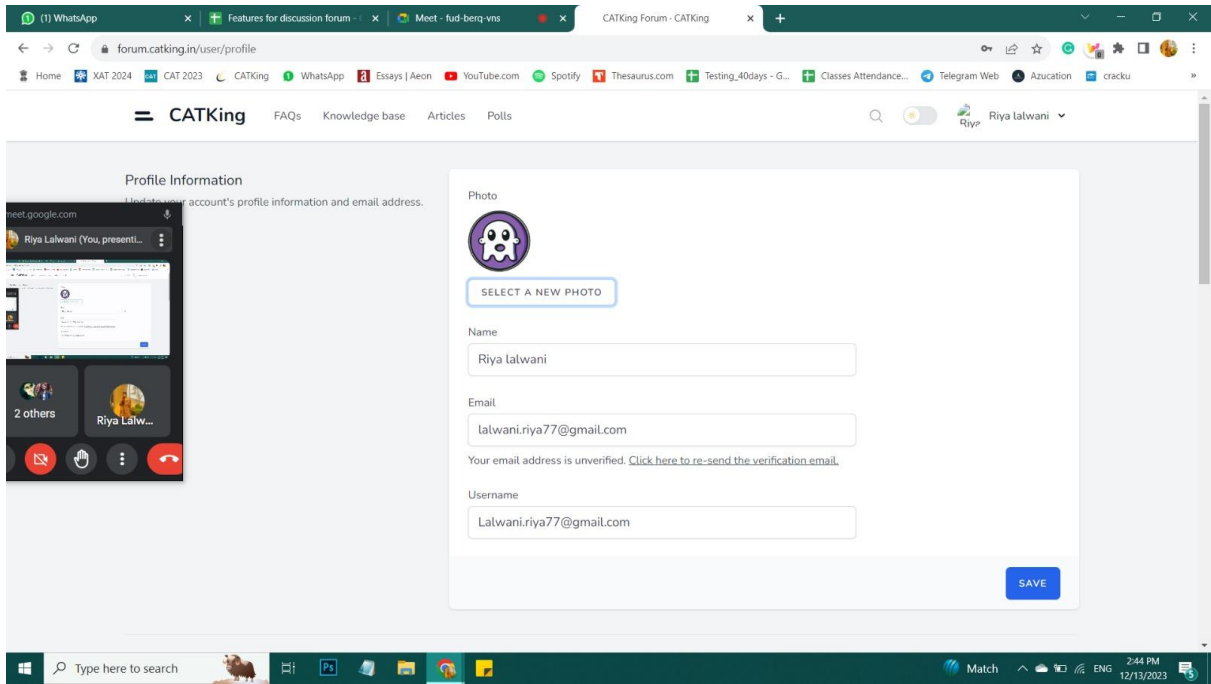 (1) WhatsApp
Features for discussion forum -
Meet - fud-berq-vns
CATKing Forum - CATKing
forum.catking.in/user/profile
Home
XAT 2024
CAT 2023
CATKing
WhatsApp
Essays | Aeon
YouTube.com
Spotify
Thesaurus.com
Testing_40days - G...
Classes Attendance...
Telegram Web
Azucation
cracku
CATKing
FAQs
Knowledge base
Articles
Polls
Riya
Riya lalwani
Profile Information
Update your account's profile information and email address.
meet.google.com
Riya Lalwani (You, presenti...
2 others
Riya Lalw...
Photo
SELECT A NEW PHOTO
Name
Riya lalwani
Email
lalwani.riya77@gmail.com
Your email address is unverified. Click here to re-send the verification email.
Username
Lalwani.riya77@gmail.com
SAVE
Type here to search
Ps
Match
ENG
2:44 PM
12/13/2023
5